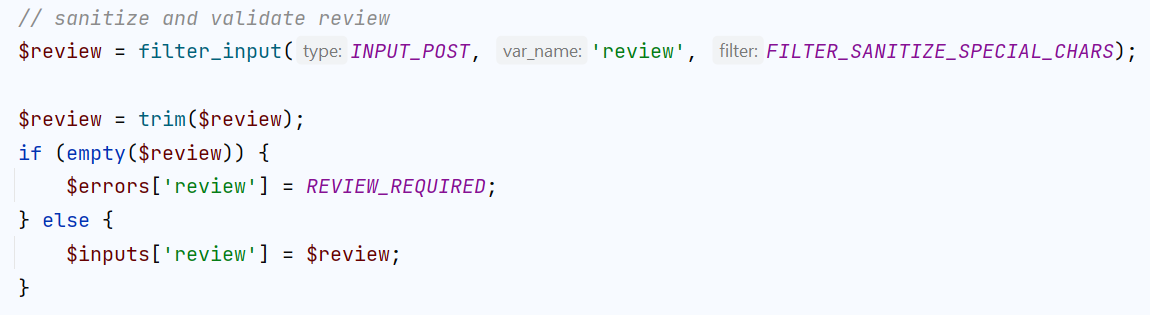 // sanitize and validate review
$review = filter_input( type: INPUT_POST, var_name: 'review', filter: FILTER_SANITIZE_SPECIAL_CHARS);
$review = trim($review);
if (empty($review)) {
    $errors['review'] = REVIEW_REQUIRED;
} else {
    $inputs['review'] = $review;
}